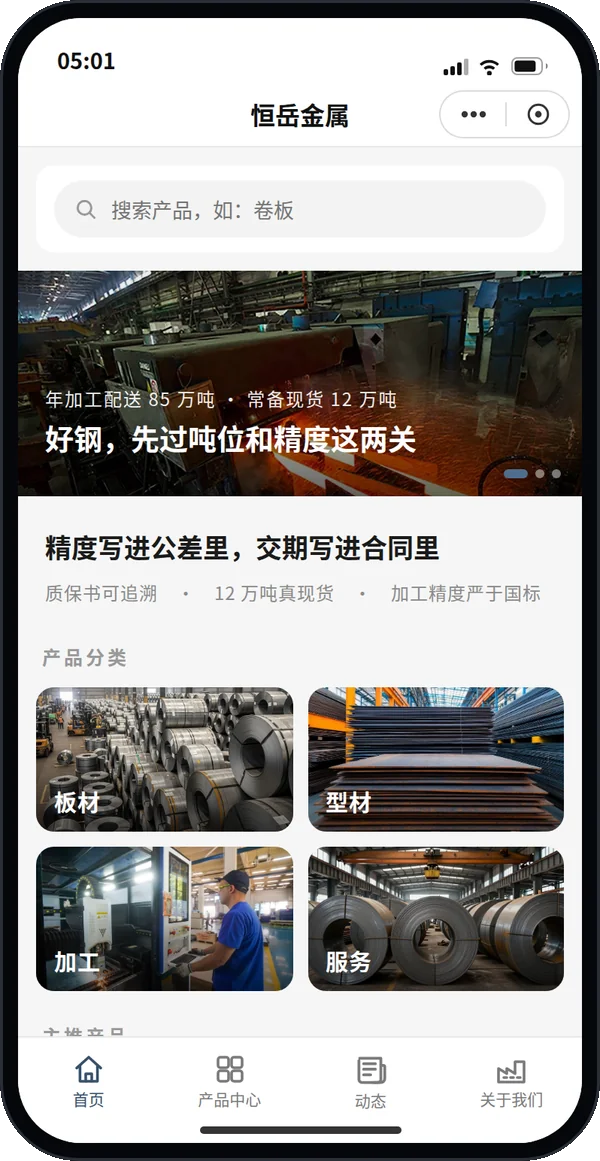 05:01
恒岳金属
搜索产品，如：卷板
年加工配送 85 万吨 · 常备现货 12 万吨
好钢，先过吨位和精度这两关
精度写进公差里，交期写进合同里
质保书可追溯 · 12 万吨真现货 · 加工精度严于国标
产品分类
板材
型材
加工
服务
主推产品
首页
产品中心
动态
关于我们